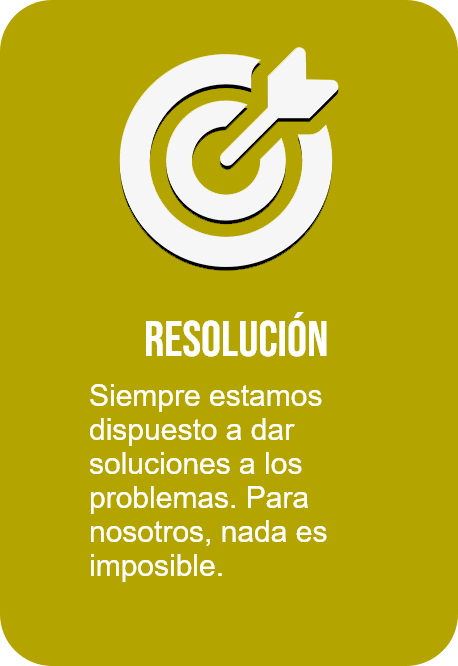 RESOLUCIÓN
Siempre estamos
dispuesto a dar
soluciones a los
problemas. Para
nosotros, nada es
imposible.